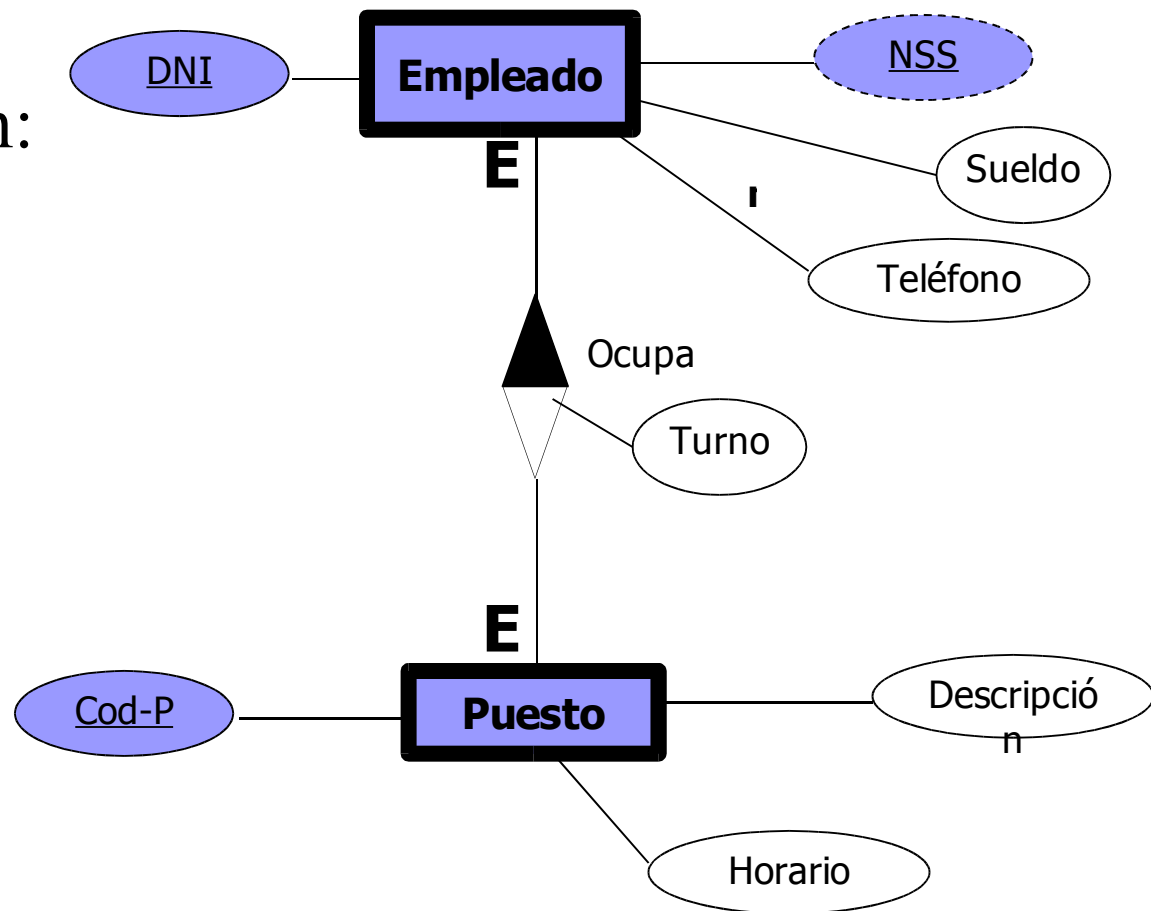 DNI
Empleado
NSS
n:
E
Sueldo
Teléfono
Ocupa
Turno
E
Cod-P
Puesto
Descripció
n
Horario